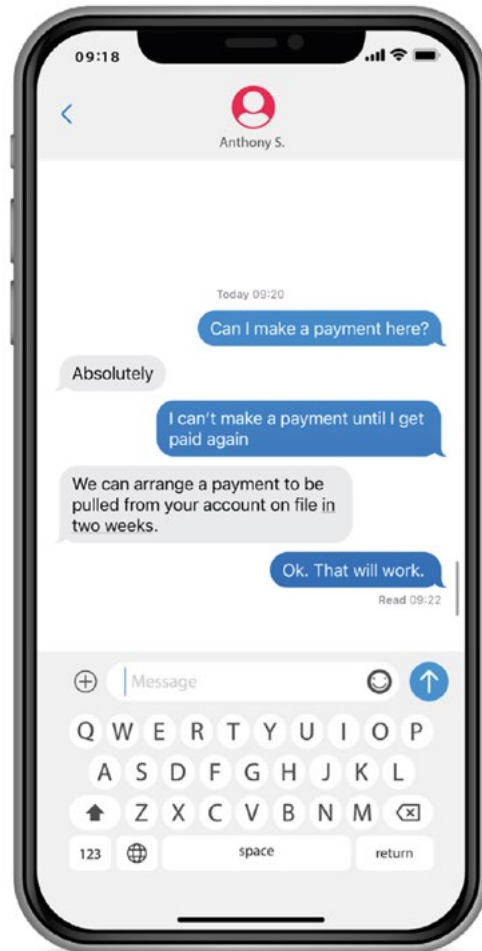 09:18
Anthony S.
Today 09:20
Can I make a payment here?
Absolutely
I can't make a payment until I get
paid again
We can arrange a payment to be
pulled from your account on file in
two weeks.
Ok. That will work.
Read 09:22
Message
Q W E R T Y U I O P
A S D F G H J K L
Z X C V B N M
123 space return